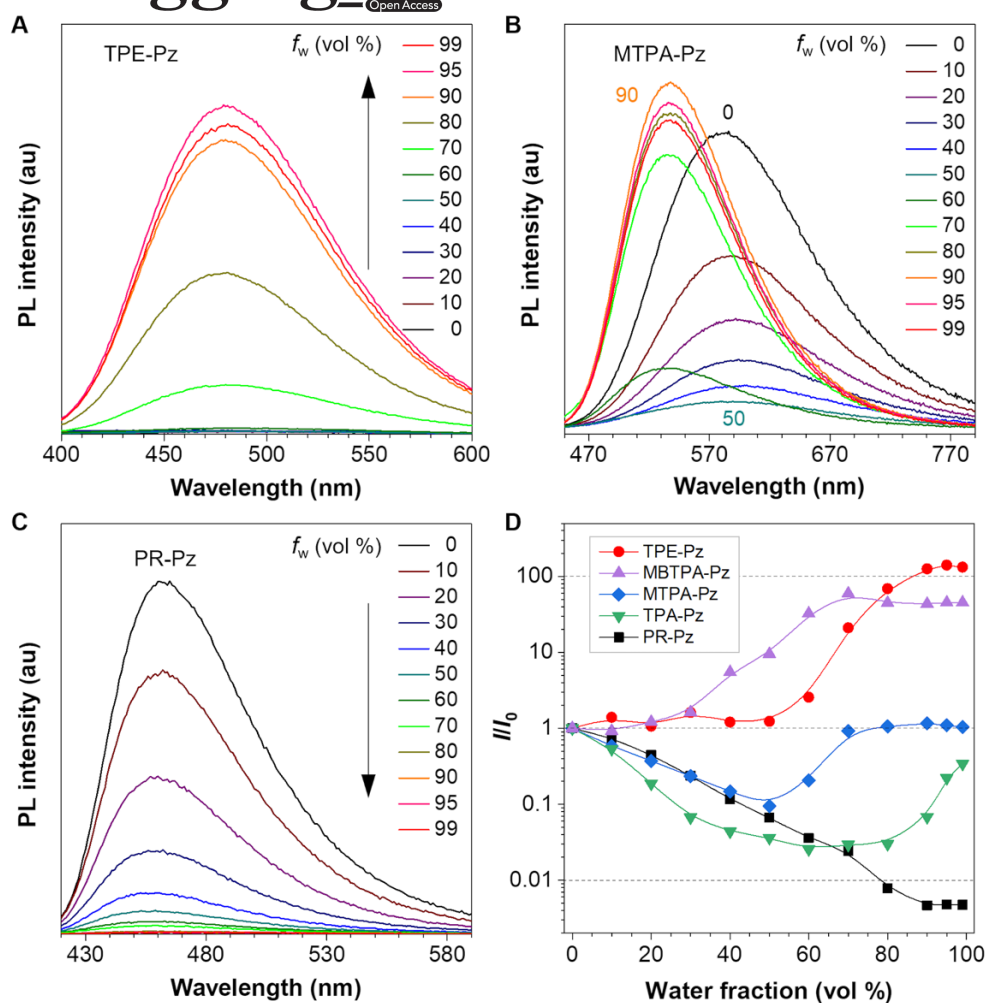 Open Access
A
TPE-Pz
fw (vol %)
99
95
90
80
70
60
50
40
30
20
10
0
PL intensity (au)
400
450
500
550
600
Wavelength (nm)
B
MTPA-Pz
fw (vol %)
90
0
50
0
10
20
30
40
50
60
70
80
90
95
99
PL intensity (au)
470
570
670
770
Wavelength (nm)
C
PR-Pz
fw (vol %)
0
10
20
30
40
50
60
70
80
90
95
99
PL intensity (au)
430
480
530
580
Wavelength (nm)
D
TPE-Pz
MBTPA-Pz
MTPA-Pz
TPA-Pz
PR-Pz
I/I0
100
10
1
0.1
0.01
0
20
40
60
80
100
Water fraction (vol %)